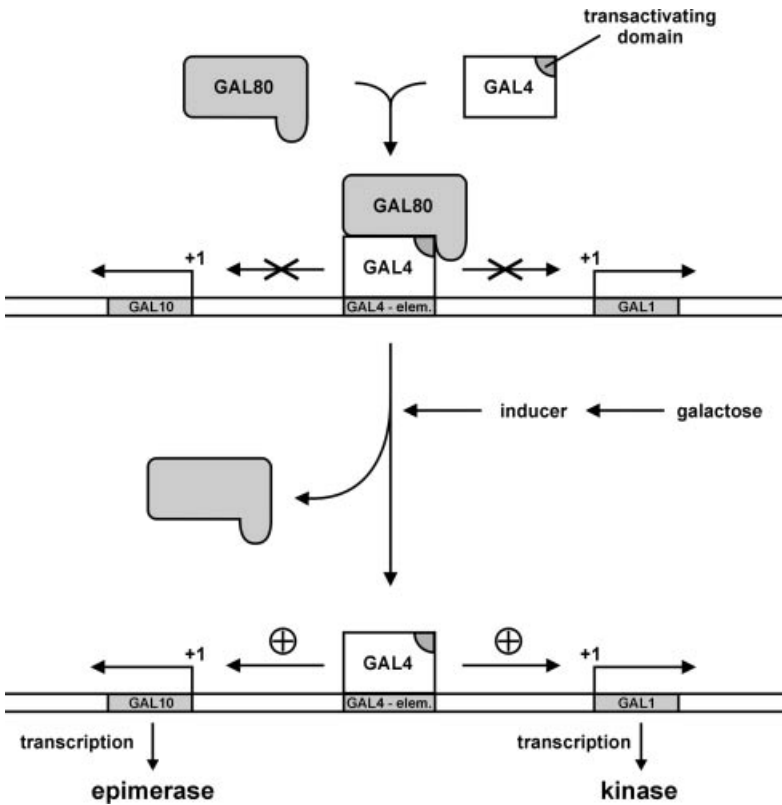 transactivating
domain
GAL80
GAL4
GAL80
+1
GAL4
+1
GAL10
GAL4 - elem.
GAL1
inducer
galactose
+1
GAL4
+1
GAL10
GAL4 - elem.
GAL1
transcription
transcription
epimerase
kinase